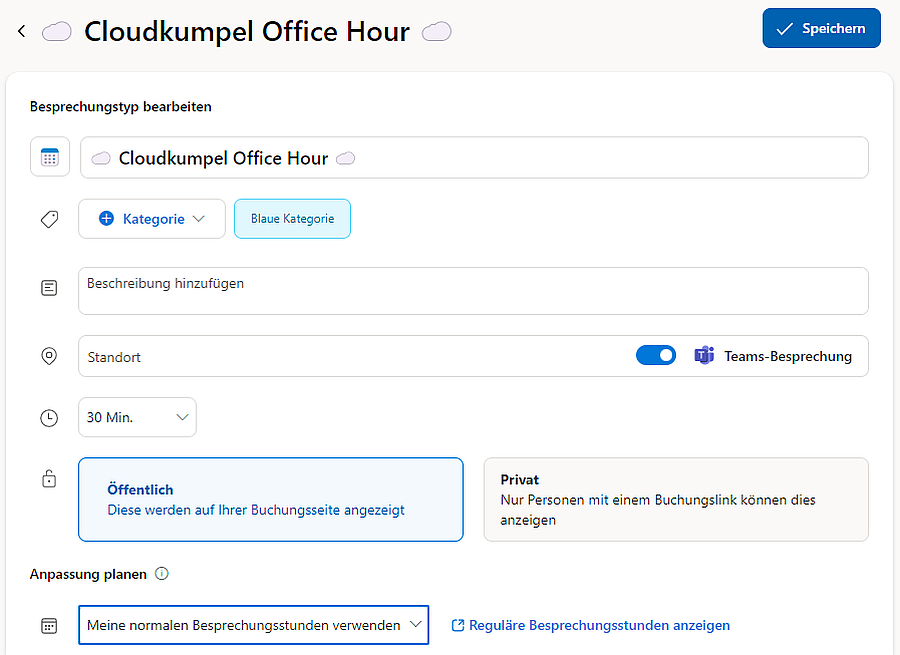 Cloudkumpel Office Hour
Speichern
Besprechungstyp bearbeiten
Cloudkumpel Office Hour
Kategorie
Blaue Kategorie
Beschreibung hinzufügen
Standort
Teams-Besprechung
30 Min.
Öffentlich
Diese werden auf Ihrer Buchungsseite angezeigt
Privat
Nur Personen mit einem Buchungslink können dies
anzeigen
Anpassung planen
Meine normalen Besprechungsstunden verwenden
Reguläre Besprechungsstunden anzeigen